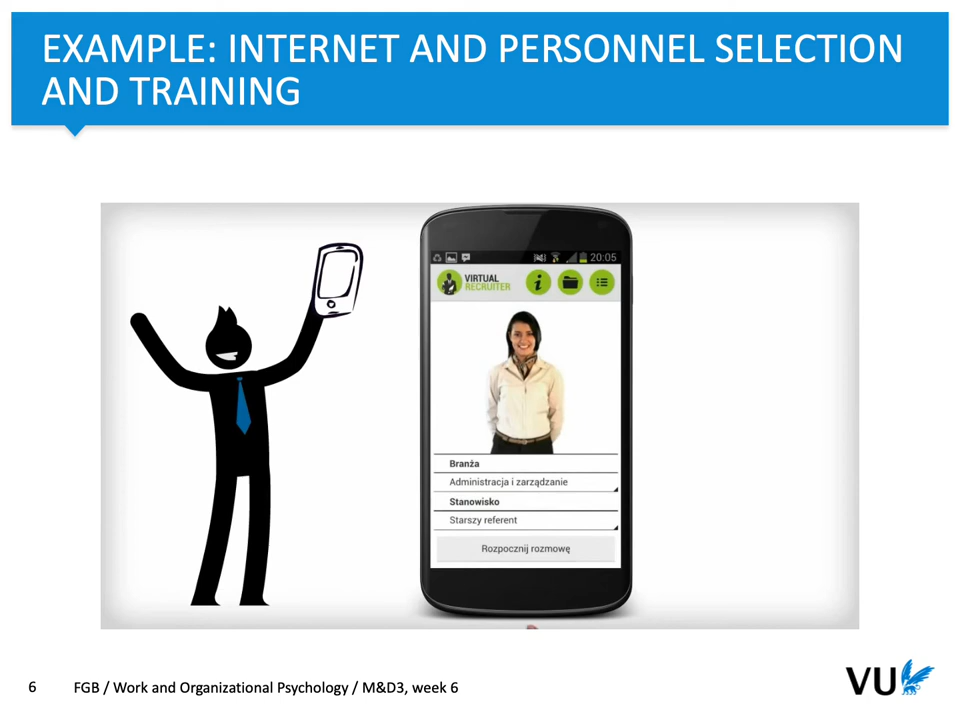 EXAMPLE: INTERNET AND PERSONNEL SELECTION
AND TRAINING
20:05
VIRTUAL
RECRUITER
i
Branża
Administracja i zarządzanie
Stanowisko
Starszy referent
Rozpocznij rozmowę
6 FGB / Work and Organizational Psychology / M&D3, week 6
VU